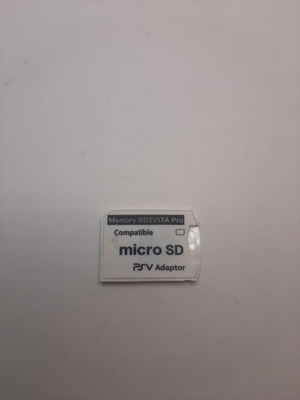 Memory SD2VITA Pro
Compatible
micro SD
PSV Adaptor